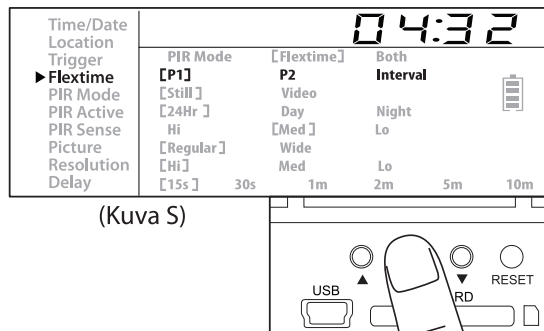 Time/Date 04:32
Location
Trigger PIR Mode [Flextime] Both
▶Flextime [P1] P2 Interval
PIR Mode [Still] Video
PIR Active [24Hr ] Day Night
PIR Sense Hi [Med ] Lo
Picture [Regular] Wide
Resolution [Hi] Med Lo
Delay [15s ] 30s 1m 2m 5m 10m
(Kuva S)
▲ ▼ RESET
USB RD